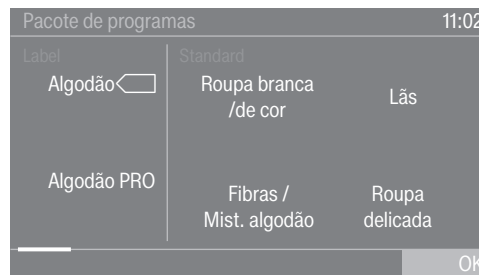 Pacote de programas 11:02
Label Standard
Algodão
Roupa branca
/de cor
Lãs
Algodão PRO
Fibras /
Mist. algodão
Roupa
delicada
OK